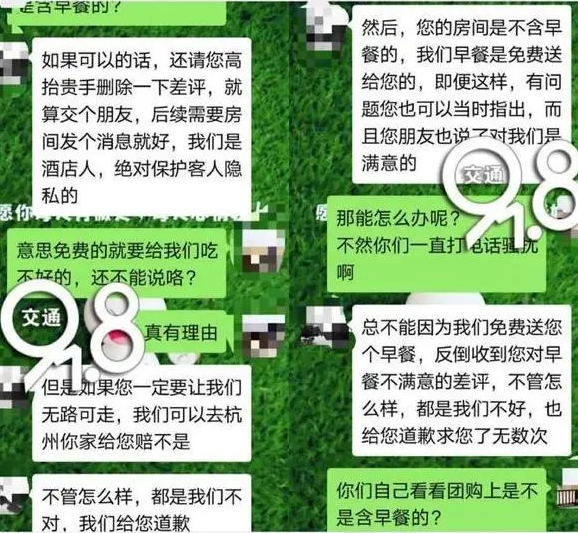 是含早餐的？
如果可以的话，还请您高
抬贵手删除一下差评，就
算交个朋友，后续需要房
间发个消息就好，我们是
酒店人，绝对保护客人隐
私的
意思免费的就要给我们吃
不好的，还不能说咯？
真有理由
交通
91.8
但是如果您一定要让我们
无路可走，我们可以去杭
州你家给您赔不是
不管怎么样，都是我们不
对，我们给您道歉
然后，您的房间是不含早
餐的，我们早餐是免费送
给您的，即便这样，有问
题您也可以当时指出，而
且您朋友也说了对我们是
满意的
交通
91.8
那能怎么办呢？
不然你们一直打电话骚扰
啊
总不能因为我们免费送您
个早餐，反倒收到您对早
餐不满意的差评，不管怎
么样，都是我们不好，也
给您道歉求您了无数次
你们自己看看团购上是不
是含早餐的？